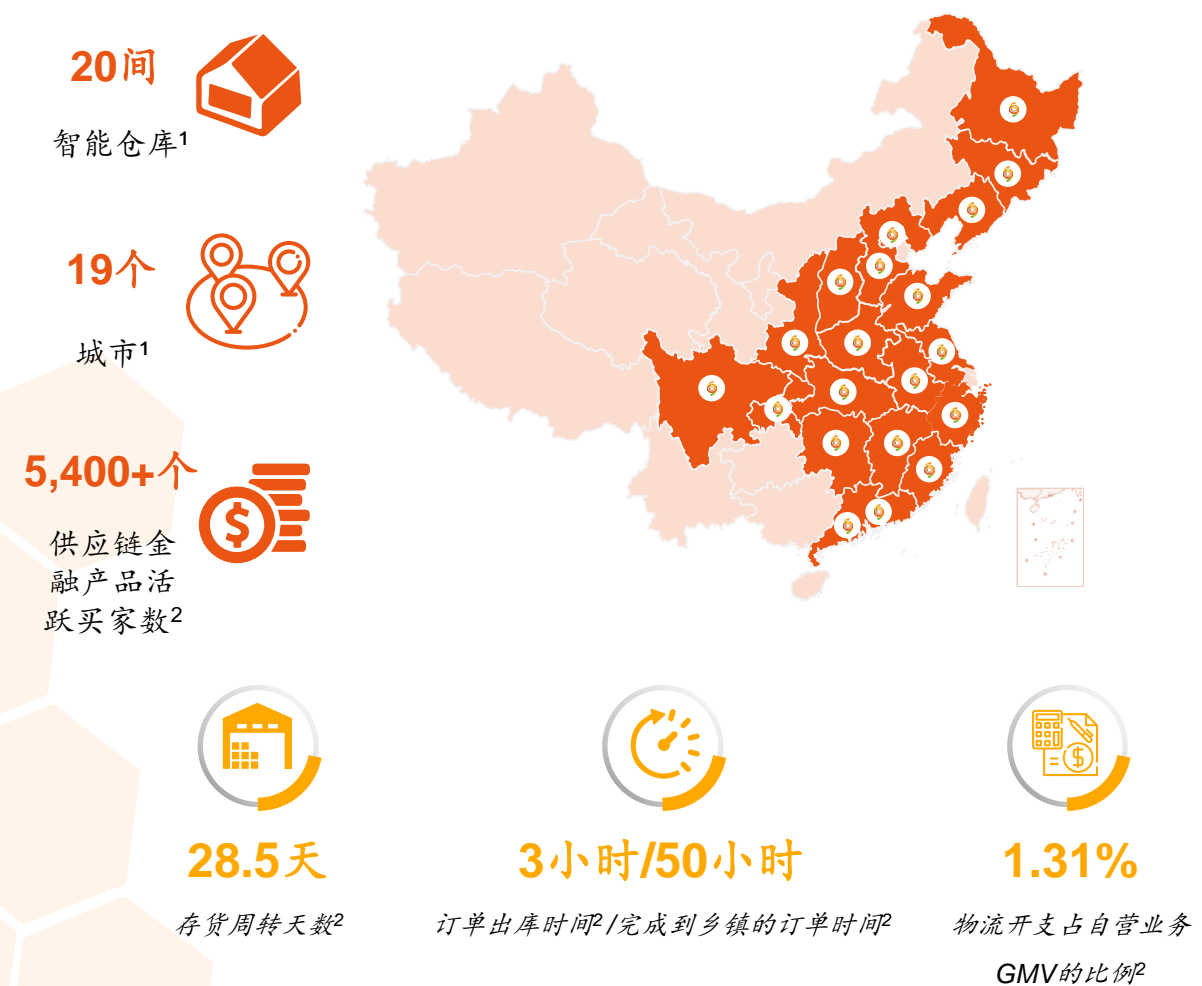 20间
智能仓库1
19个
城市1
5,400+个
供应链金
融产品活
跃买家数2
28.5天
存货周转天数2
3小时/50小时
订单出库时间2/完成到乡镇的订单时间2
1.31%
物流开支占自营业务
GMV的比例2